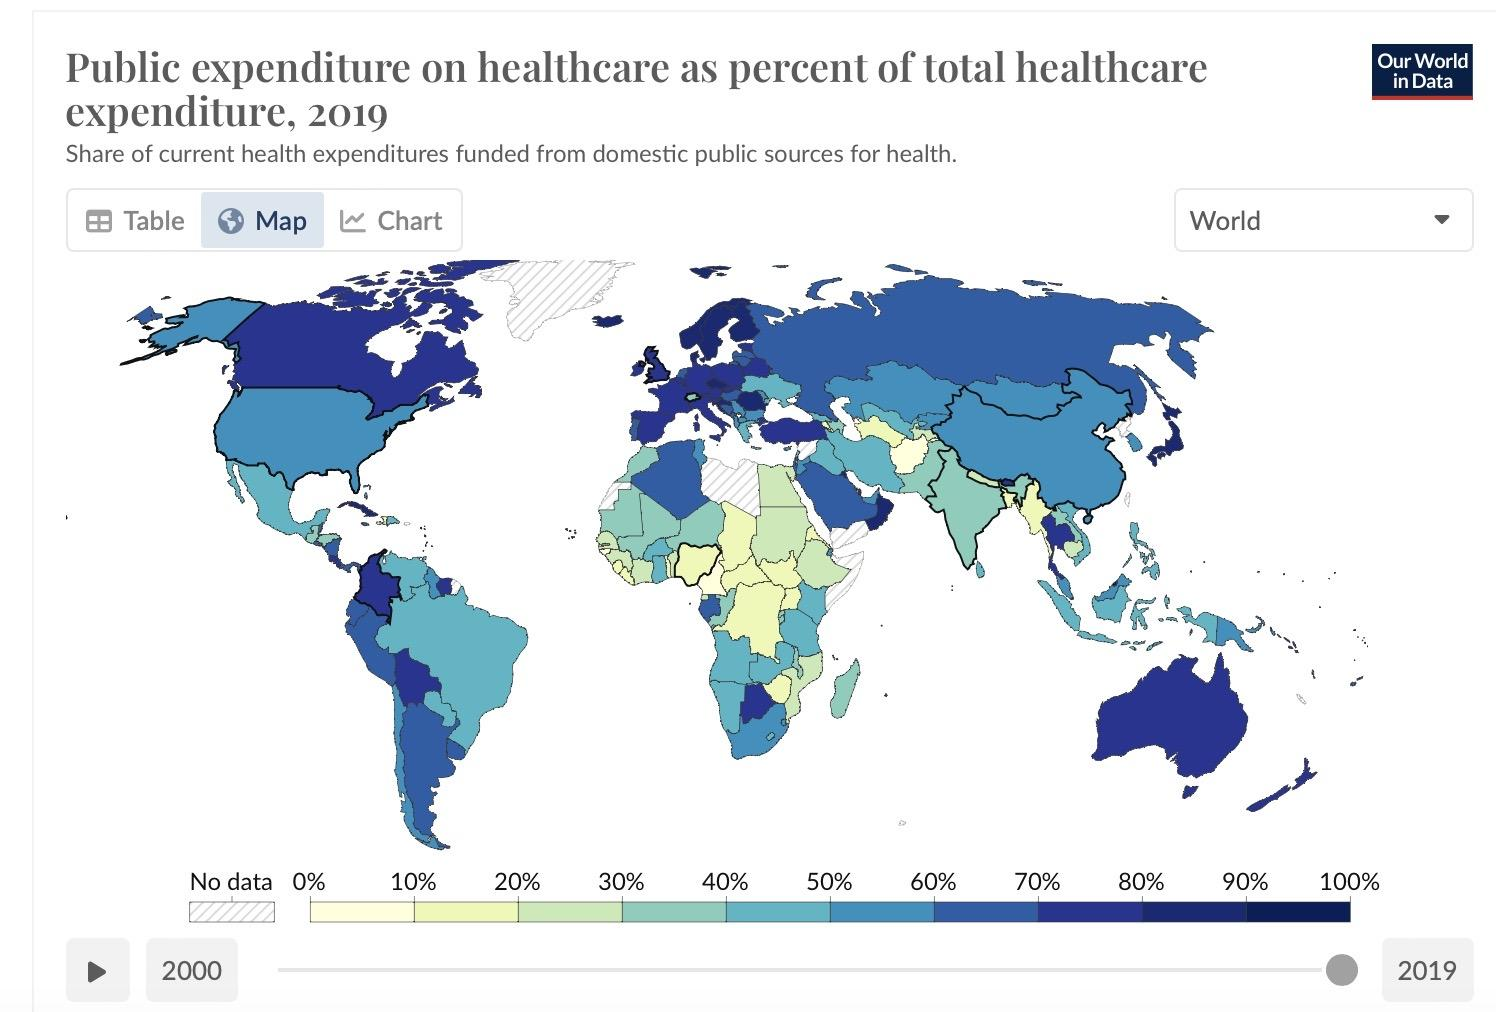 Public expenditure on healthcare as percent of total healthcare
expenditure, 2019
Our World
in Data
Share of current health expenditures funded from domestic public sources for health.
Table Map Chart
World
No data 0% 10% 20% 30% 40% 50% 60% 70% 80% 90% 100%
2000 2019